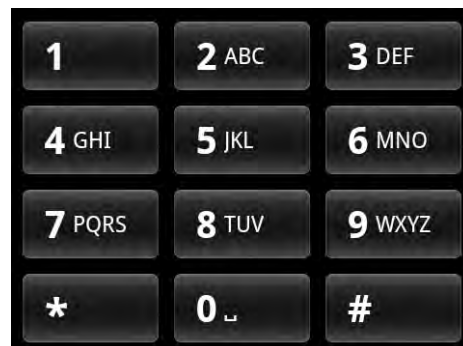 1 2 ABC 3 DEF
4 GHI 5 JKL 6 MNO
7 PQRS 8 TUV 9 WXYZ
* 0 ␣ #